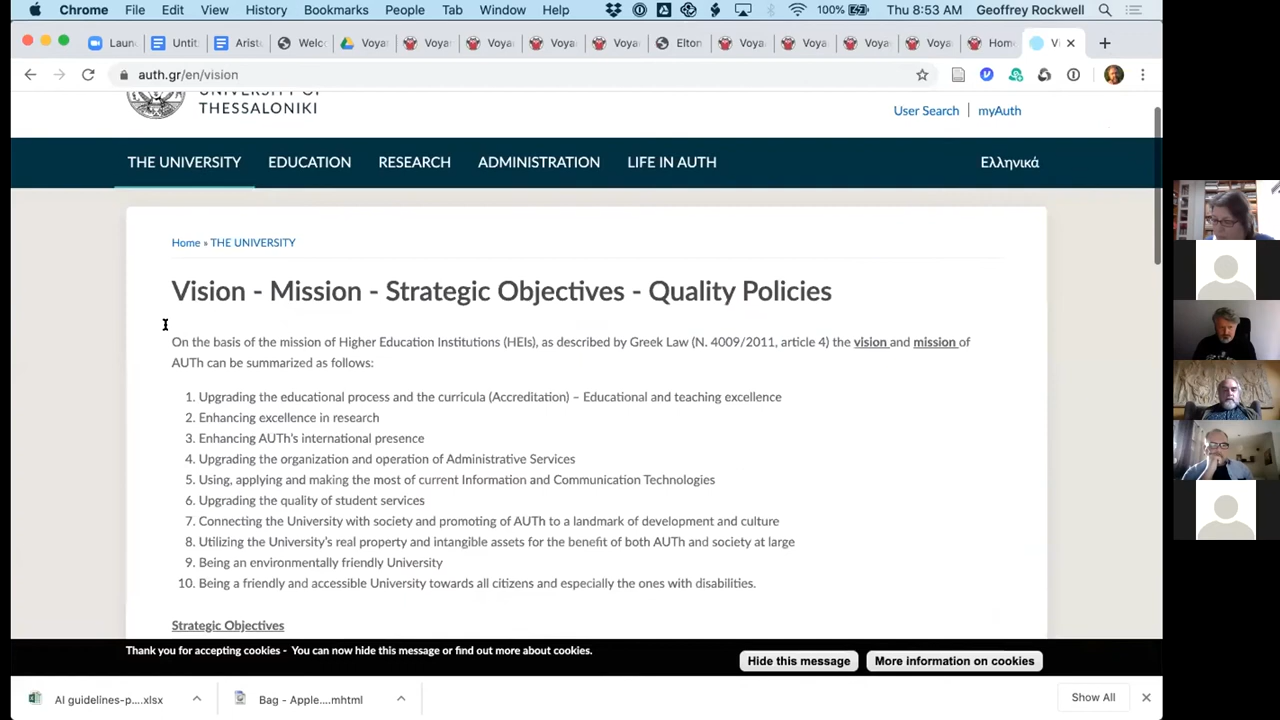 Chrome File Edit View History Bookmarks People Tab Window Help 100% Thu 8:53 AM Geoffrey Rockwell
Laun Untit Arist Welc Voya Voya Voya Voya Voya Elton Voya Voya Voya Voya Hom Vi
auth.gr/en/vision
UNIVERSITY OF
THESSALONIKI
User Search | myAuth
THE UNIVERSITY EDUCATION RESEARCH ADMINISTRATION LIFE IN AUTH Ελληνικά
Home » THE UNIVERSITY
Vision - Mission - Strategic Objectives - Quality Policies
On the basis of the mission of Higher Education Institutions (HEIs), as described by Greek Law (N. 4009/2011, article 4) the vision and mission of
AUTh can be summarized as follows:
1. Upgrading the educational process and the curricula (Accreditation) – Educational and teaching excellence
2. Enhancing excellence in research
3. Enhancing AUTh's international presence
4. Upgrading the organization and operation of Administrative Services
5. Using, applying and making the most of current Information and Communication Technologies
6. Upgrading the quality of student services
7. Connecting the University with society and promoting of AUTh to a landmark of development and culture
8. Utilizing the University's real property and intangible assets for the benefit of both AUTh and society at large
9. Being an environmentally friendly University
10. Being a friendly and accessible University towards all citizens and especially the ones with disabilities.
Strategic Objectives
Thank you for accepting cookies - You can now hide this message or find out more about cookies.
Hide this message More information on cookies
AI guidelines-p....xlsx Bag - Apple....mhtml Show All